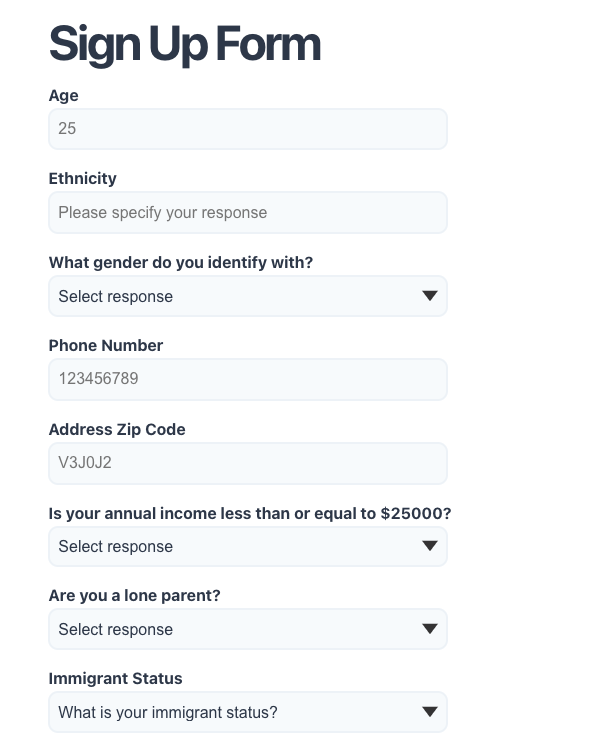 Sign Up Form
Age
25
Ethnicity
Please specify your response
What gender do you identify with?
Select response
Phone Number
123456789
Address Zip Code
V3J0J2
Is your annual income less than or equal to $25000?
Select response
Are you a lone parent?
Select response
Immigrant Status
What is your immigrant status?